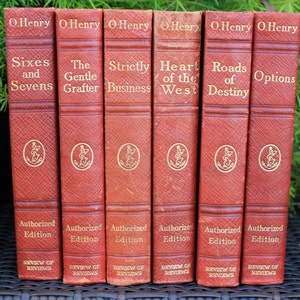 O. Henry
Sixes
and
Sevens
Authorized
Edition
REVIEW OF
REVIEWS
O. Henry
The
Gentle
Grafter
Authorized
Edition
REVIEW OF
REVIEWS
O. Henry
Strictly
Business
Authorized
Edition
REVIEW OF
REVIEWS
O. Henry
Heart
of the
West
Authorized
Edition
REVIEW OF
REVIEWS
O. Henry
Roads
of
Destiny
Authorized
Edition
REVIEW OF
REVIEWS
O. Henry
Options
Authorized
Edition
REVIEW OF
REVIEWS